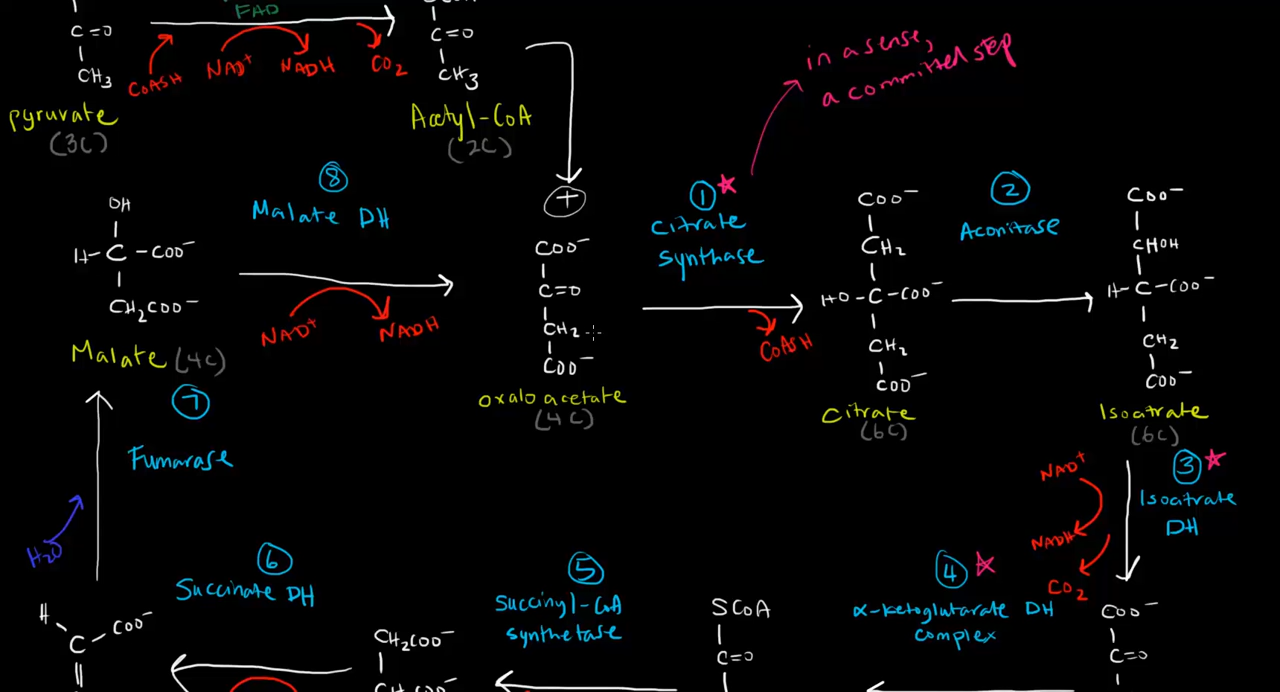 FAD
C=O
CH₃
CoASH
NAD⁺
NADH
CO₂
pyruvate
(3C)
C=O
CH₃
Acetyl-CoA
(2C)
in a sense,
a committed step
+
⑧
Malate DH
NAD⁺
NADH
OH
H-C-COO⁻
CH₂COO⁻
Malate (4C)
COO⁻
C=O
CH₂
COO⁻
oxaloacetate
(4C)
①
Citrate
synthase
CoASH
COO⁻
CH₂
HO-C-COO⁻
CH₂
COO⁻
Citrate
(6C)
②
Aconitase
COO⁻
CHOH
H-C-COO⁻
CH₂
COO⁻
Isocitrate
(6C)
③
Isocitrate
DH
NAD⁺
NADH
CO₂
COO⁻
C=O
④
α-ketoglutarate DH
complex
SCoA
C=O
⑤
Succinyl-CoA
synthetase
CH₂COO⁻
CH₂COO⁻
⑥
Succinate DH
H
C
COO⁻
⑦
Fumarase
H₂O